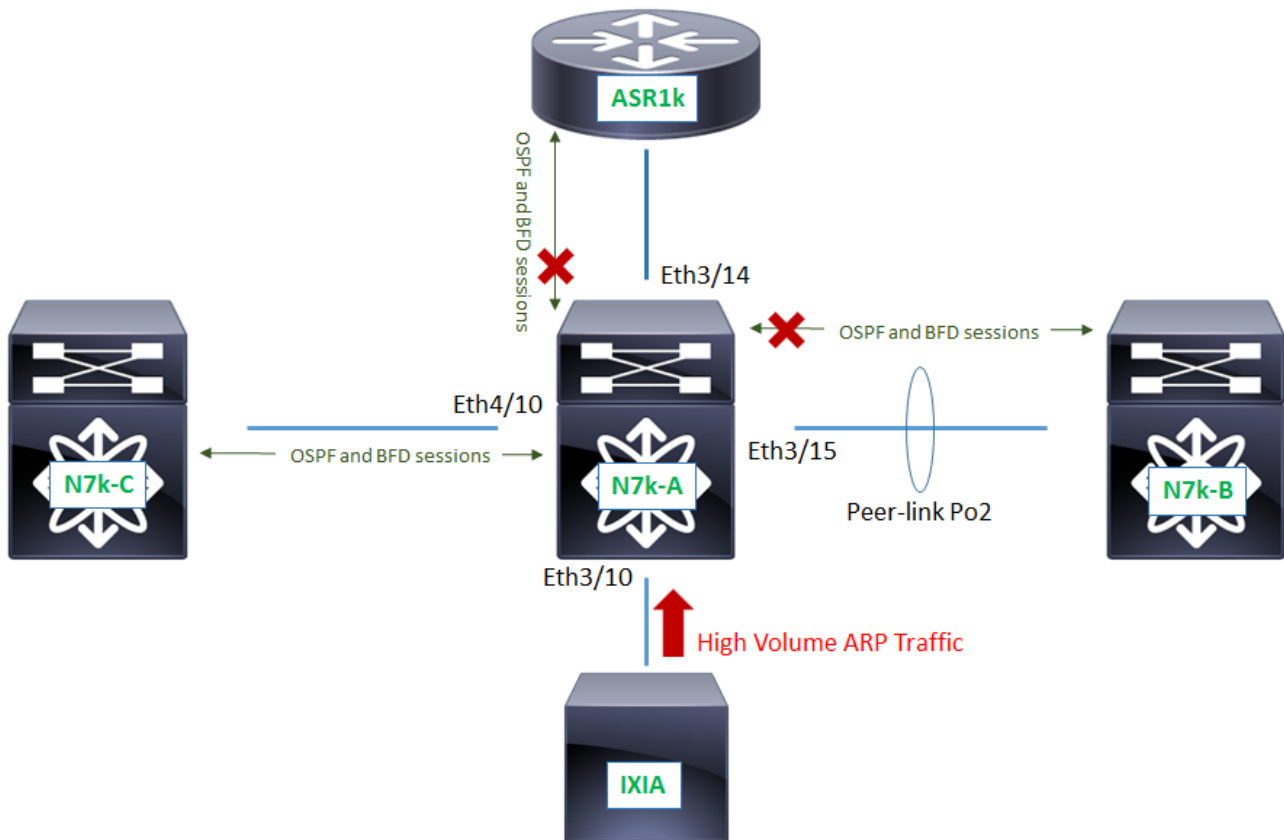 ASR1k
OSPF and BFD sessions
Eth3/14
OSPF and BFD sessions
Eth4/10
Eth3/15
OSPF and BFD sessions
N7k-C
N7k-A
N7k-B
Peer-link Po2
Eth3/10
High Volume ARP Traffic
IXIA